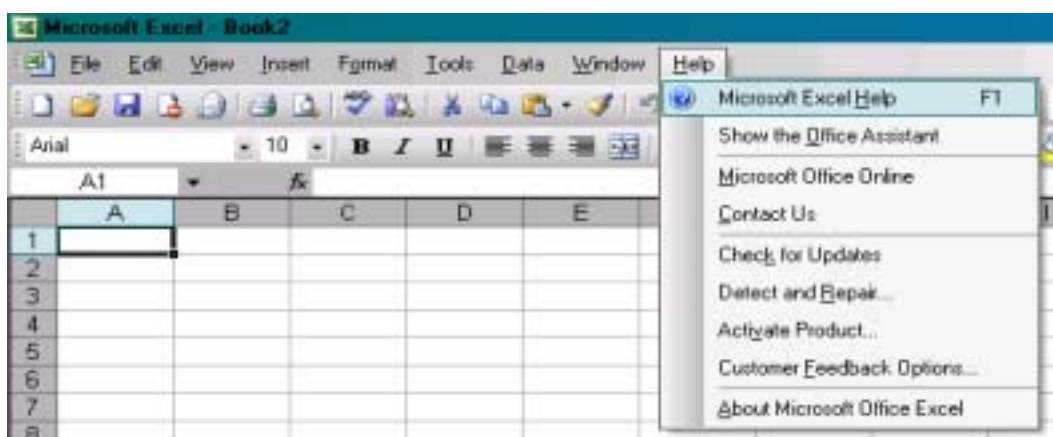 Microsoft Excel - Book2
File Edit View Insert Format Tools Data Window Help
Arial 10 B I U
A1 fx
A B C D E
1
2
3
4
5
6
7
8
Microsoft Excel Help F1
Show the Office Assistant
Microsoft Office Online
Contact Us
Check for Updates
Detect and Repair...
Activate Product...
Customer Feedback Options...
About Microsoft Office Excel